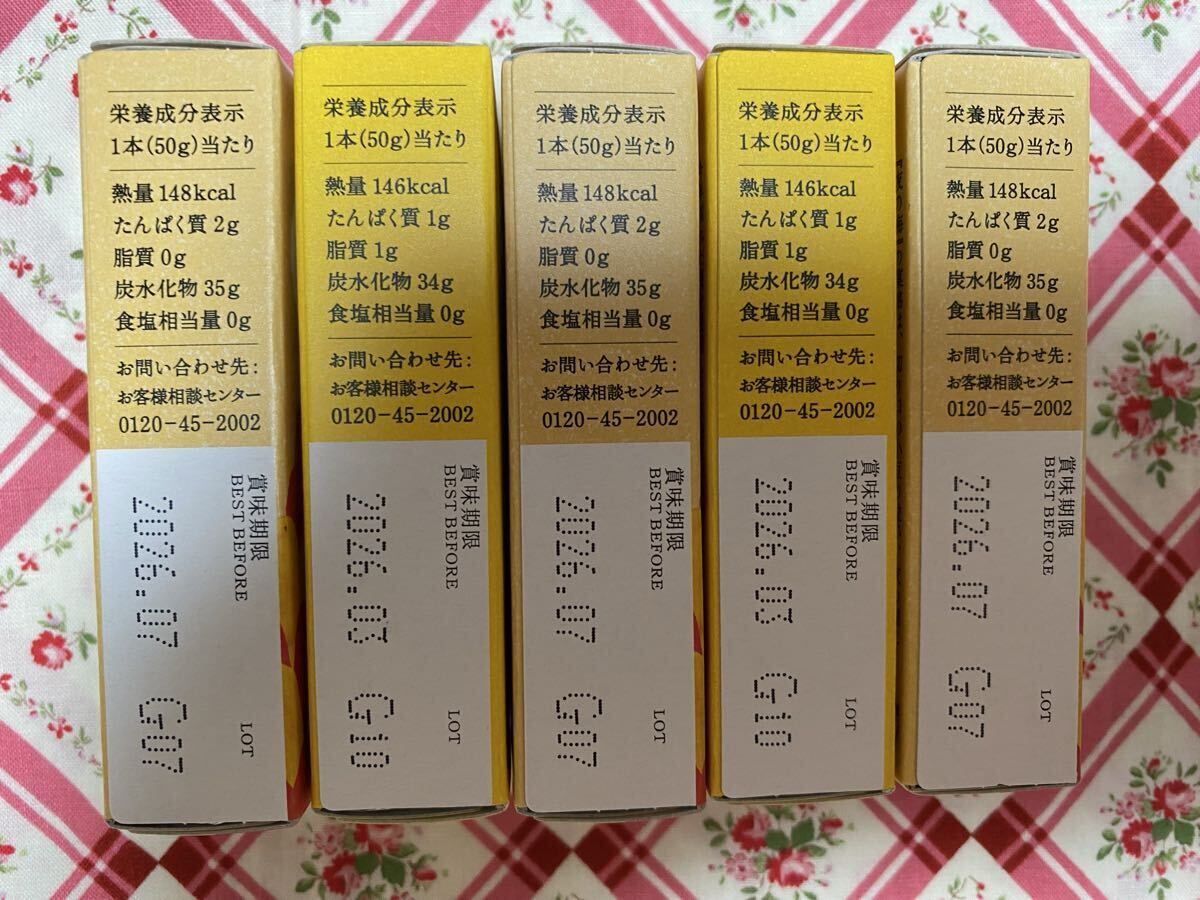 栄養成分表示
1本(50g)当たり
熱量 148kcal
たんぱく質 2g
脂質 0g
炭水化物 35g
食塩相当量 0g
お問い合わせ先:
お客様相談センター
0120-45-2002
賞味期限
BEST BEFORE
LOT
2026.07 G07
栄養成分表示
1本(50g)当たり
熱量 146kcal
たんぱく質 1g
脂質 1g
炭水化物 34g
食塩相当量 0g
お問い合わせ先:
お客様相談センター
0120-45-2002
賞味期限
BEST BEFORE
LOT
2026.03 G10
栄養成分表示
1本(50g)当たり
熱量 148kcal
たんぱく質 2g
脂質 0g
炭水化物 35g
食塩相当量 0g
お問い合わせ先:
お客様相談センター
0120-45-2002
賞味期限
BEST BEFORE
LOT
2026.07 G07
栄養成分表示
1本(50g)当たり
熱量 146kcal
たんぱく質 1g
脂質 1g
炭水化物 34g
食塩相当量 0g
お問い合わせ先:
お客様相談センター
0120-45-2002
賞味期限
BEST BEFORE
LOT
2026.03 G10
栄養成分表示
1本(50g)当たり
熱量 148kcal
たんぱく質 2g
脂質 0g
炭水化物 35g
食塩相当量 0g
お問い合わせ先:
お客様相談センター
0120-45-2002
賞味期限
BEST BEFORE
LOT
2026.07 G07